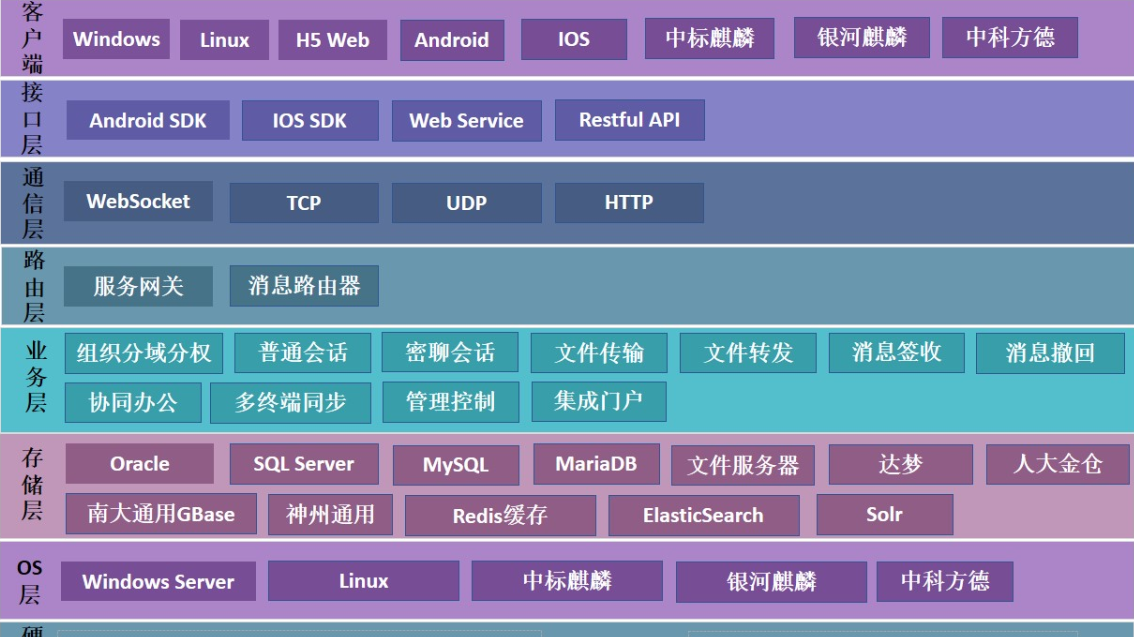 客户端
Windows Linux H5 Web Android IOS 中标麒麟 银河麒麟 中科方德
接口层
Android SDK IOS SDK Web Service Restful API
通信层
WebSocket TCP UDP HTTP
路由层
服务网关 消息路由器
业务层
组织分域分权 普通会话 密聊会话 文件传输 文件转发 消息签收 消息撤回
协同办公 多终端同步 管理控制 集成门户
存储层
Oracle SQL Server MySQL MariaDB 文件服务器 达梦 人大金仓
南大通用GBase 神州通用 Redis缓存 ElasticSearch Solr
OS层
Windows Server Linux 中标麒麟 银河麒麟 中科方德